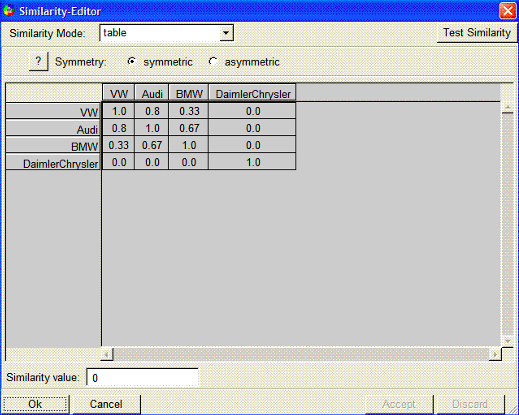 Similarity-Editor
Similarity Mode: table Test Similarity
? Symmetry: symmetric asymmetric
VW Audi BMW DaimlerChrysler
VW 1.0 0.8 0.33 0.0
Audi 0.8 1.0 0.67 0.0
BMW 0.33 0.67 1.0 0.0
DaimlerChrysler 0.0 0.0 0.0 1.0
Similarity value: 0
Ok Cancel Accept Discard